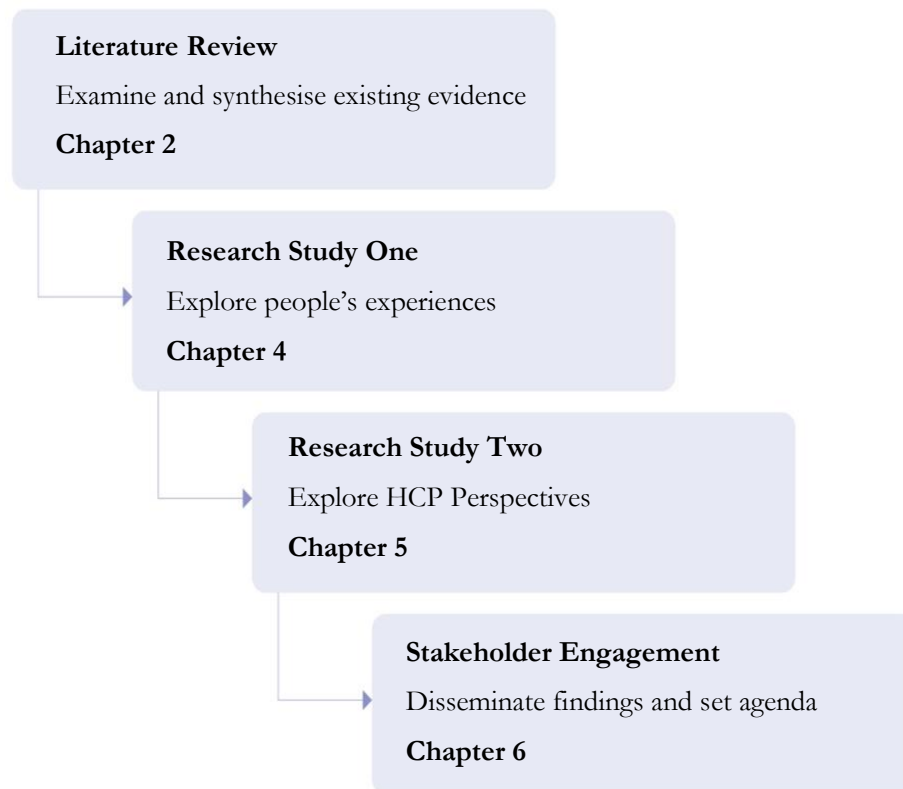 Literature Review
Examine and synthesise existing evidence
Chapter 2
Research Study One
Explore people’s experiences
Chapter 4
Research Study Two
Explore HCP Perspectives
Chapter 5
Stakeholder Engagement
Disseminate findings and set agenda
Chapter 6